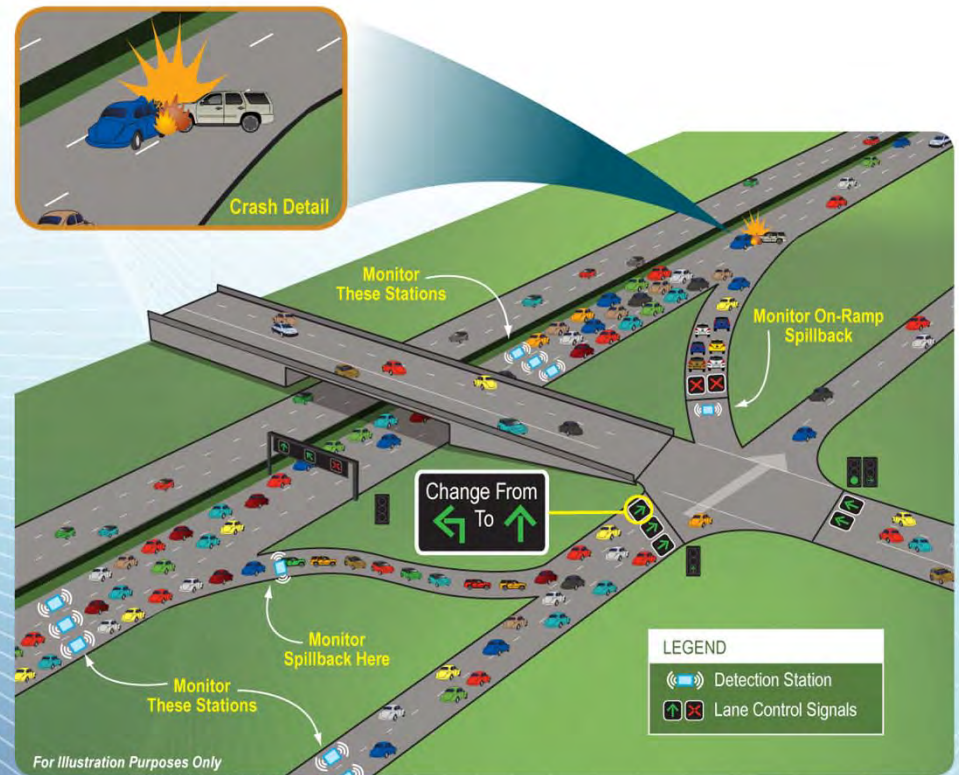 Crash Detail
Monitor
These Stations
Monitor On-Ramp
Spillback
Change From
To
Monitor
Spillback Here
Monitor
These Stations
LEGEND
Detection Station
Lane Control Signals
For Illustration Purposes Only